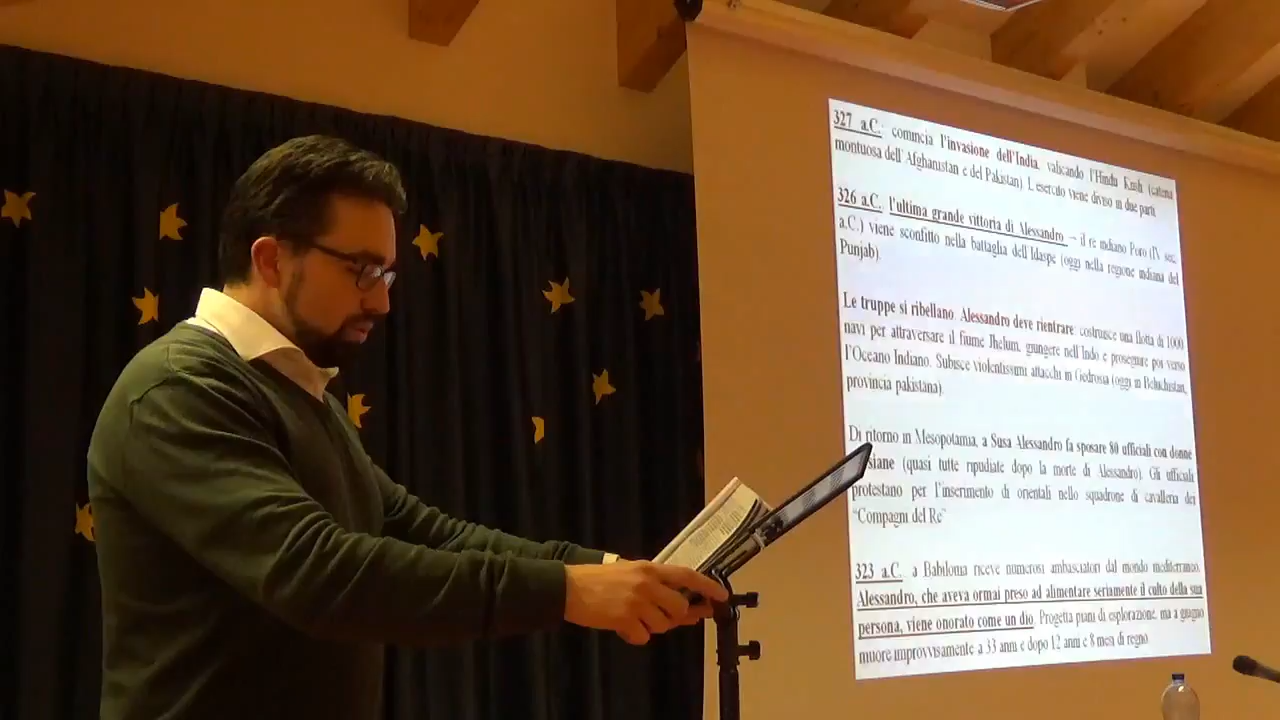 327 a.C.: comincia l'invasione dell'India, valicando l'Hindu Kush (catena
montuosa dell'Afghanistan e del Pakistan). L'esercito viene diviso in due parti.
326 a.C. l'ultima grande vittoria di Alessandro – il re indiano Poro (IV sec.
a.C.) viene sconfitto nella battaglia dell'Idaspe (oggi nella regione indiana del
Punjab).
Le truppe si ribellano. Alessandro deve rientrare: costruisce una flotta di 1000
navi per attraversare il fiume Jhelum, giungere nell'Indo e proseguire poi verso
l'Oceano Indiano. Subisce violentissimi attacchi in Gedrosia (oggi in Beluchistan,
provincia pakistana).
Di ritorno in Mesopotamia, a Susa Alessandro fa sposare 80 ufficiali con donne
siane (quasi tutte ripudiate dopo la morte di Alessandro). Gli ufficiali
protestano per l'inserimento di orientali nello squadrone di cavalleria dei
"Compagni del Re"
323 a.C. a Babilonia riceve numerosi ambasciatori dal mondo mediterraneo.
Alessandro, che aveva ormai preso ad alimentare seriamente il culto della sua
persona, viene onorato come un dio. Progetta piani di esplorazione, ma a giugno
muore improvvisamente a 33 anni e dopo 12 anni e 8 mesi di regno